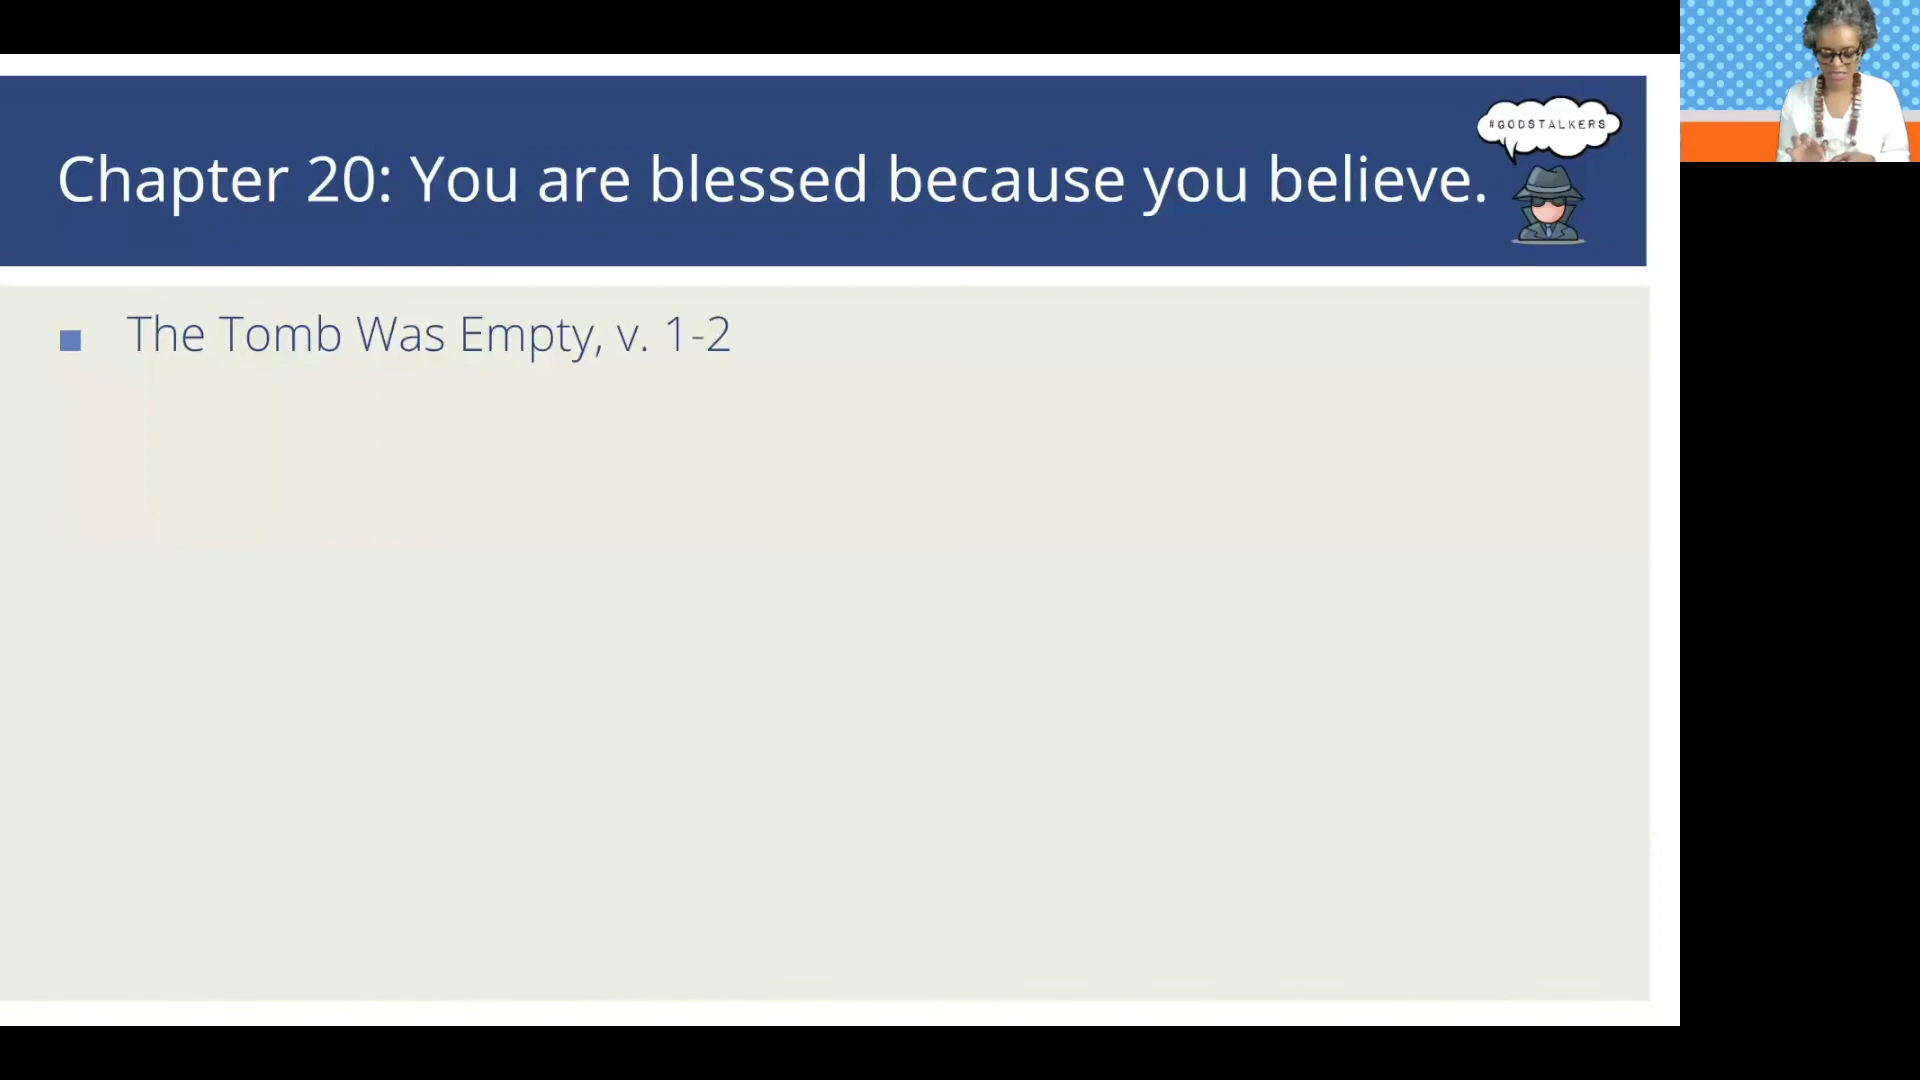 #GODSTALKERS
Chapter 20: You are blessed because you believe.
The Tomb Was Empty, v. 1-2